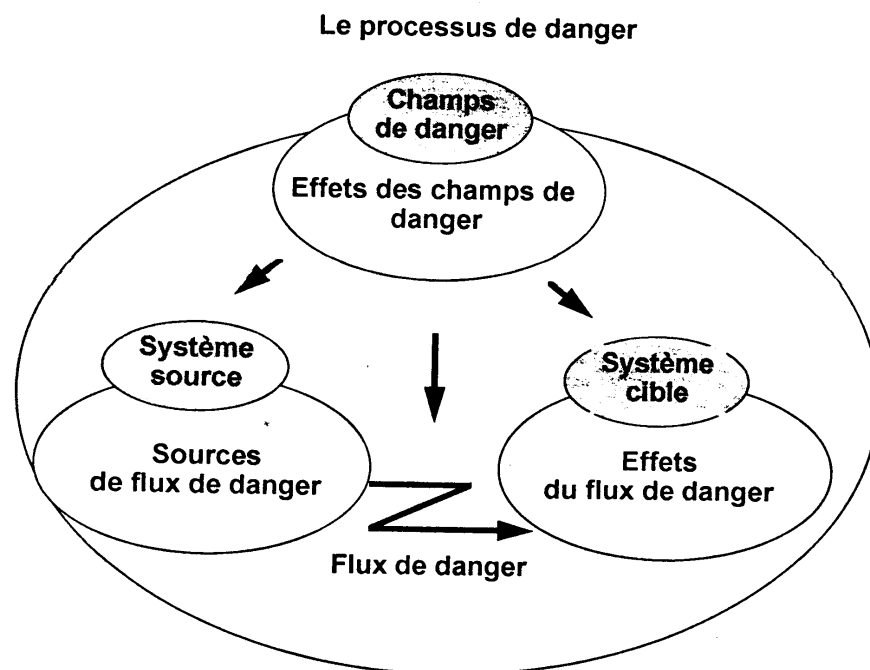 Le processus de danger
Champs
de danger
Effets des champs de
danger
Système
source
Sources
de flux de danger
Système
cible
Effets
du flux de danger
Flux de danger